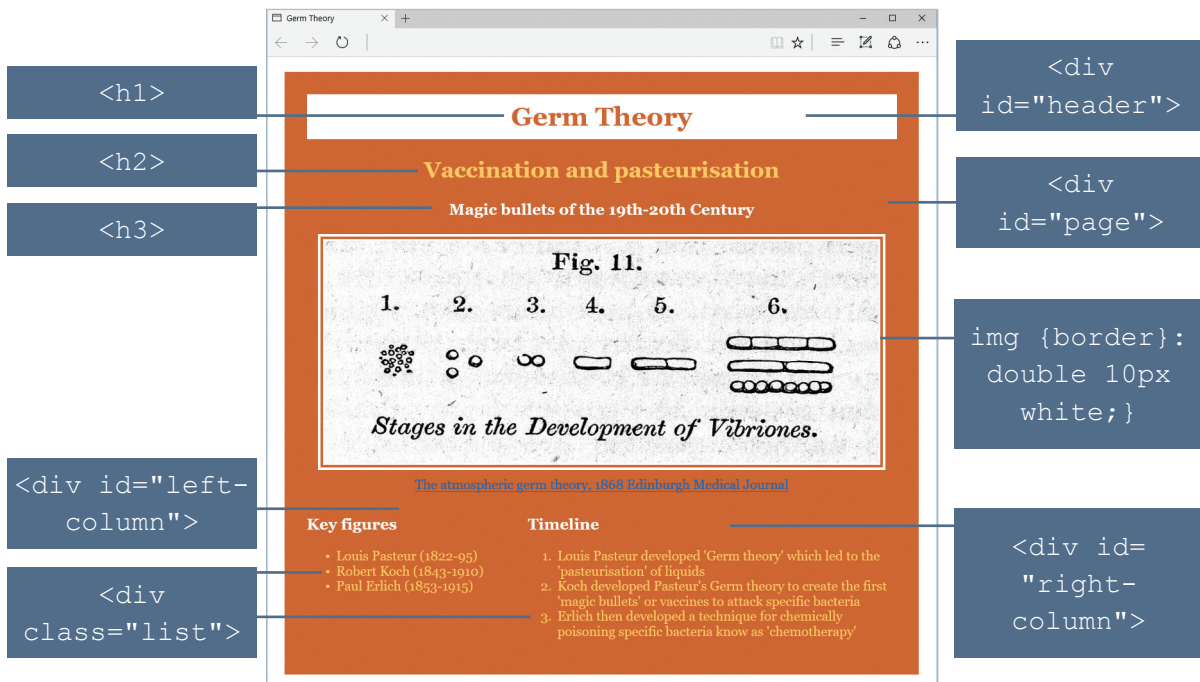 Germ Theory
<h1>
<h2>
<h3>
<div id="left-
column">
<div
class="list">
Germ Theory
Vaccination and pasteurisation
Magic bullets of the 19th-20th Century
Fig. 11.
1. 2. 3. 4. 5. 6.
Stages in the Development of Vibriones.
The atmospheric germ theory, 1868 Edinburgh Medical Journal
Key figures
• Louis Pasteur (1822-95)
• Robert Koch (1843-1910)
• Paul Erlich (1853-1915)
Timeline
1. Louis Pasteur developed 'Germ theory' which led to the
'pasteurisation' of liquids
2. Koch developed Pasteur's Germ theory to create the first
'magic bullets' or vaccines to attack specific bacteria
3. Erlich then developed a technique for chemically
poisoning specific bacteria know as 'chemotherapy'
<div
id="header">
<div
id="page">
img {border}:
double 10px
white;}
<div id=
"right-
column">